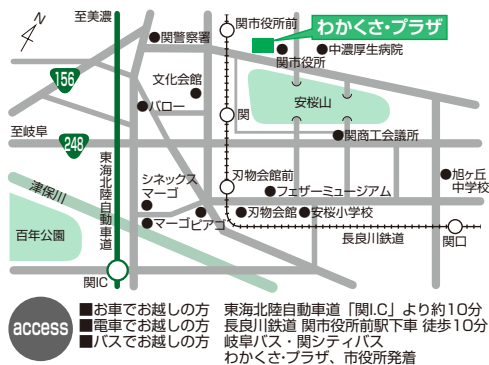 至美濃
N
関市役所前
わかくさ・プラザ
関警察署
関市役所
中濃厚生病院
156
文化会館
バロー
安桜山
関
至岐阜
248
関商工会議所
東海北陸自動車道
シネックス
マーゴ
刃物会館前
旭ヶ丘
中学校
フェザーミュージアム
津保川
マーゴ
ピアゴ
刃物会館
安桜小学校
百年公園
長良川鉄道
関口
関IC
access
■お車でお越しの方 東海北陸自動車道「関I.C」より約10分
■電車でお越しの方 長良川鉄道 関市役所前駅下車 徒歩10分
■バスでお越しの方 岐阜バス・関シティバス
わかくさ・プラザ、市役所発着